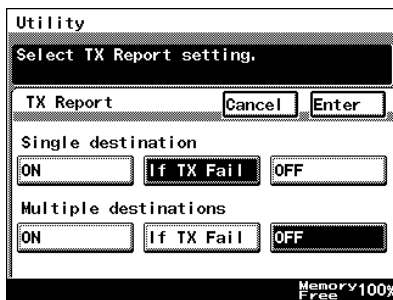 Utility
Select TX Report setting.
TX Report Cancel Enter
Single destination
ON If TX Fail OFF
Multiple destinations
ON If TX Fail OFF
Memory Free 100%